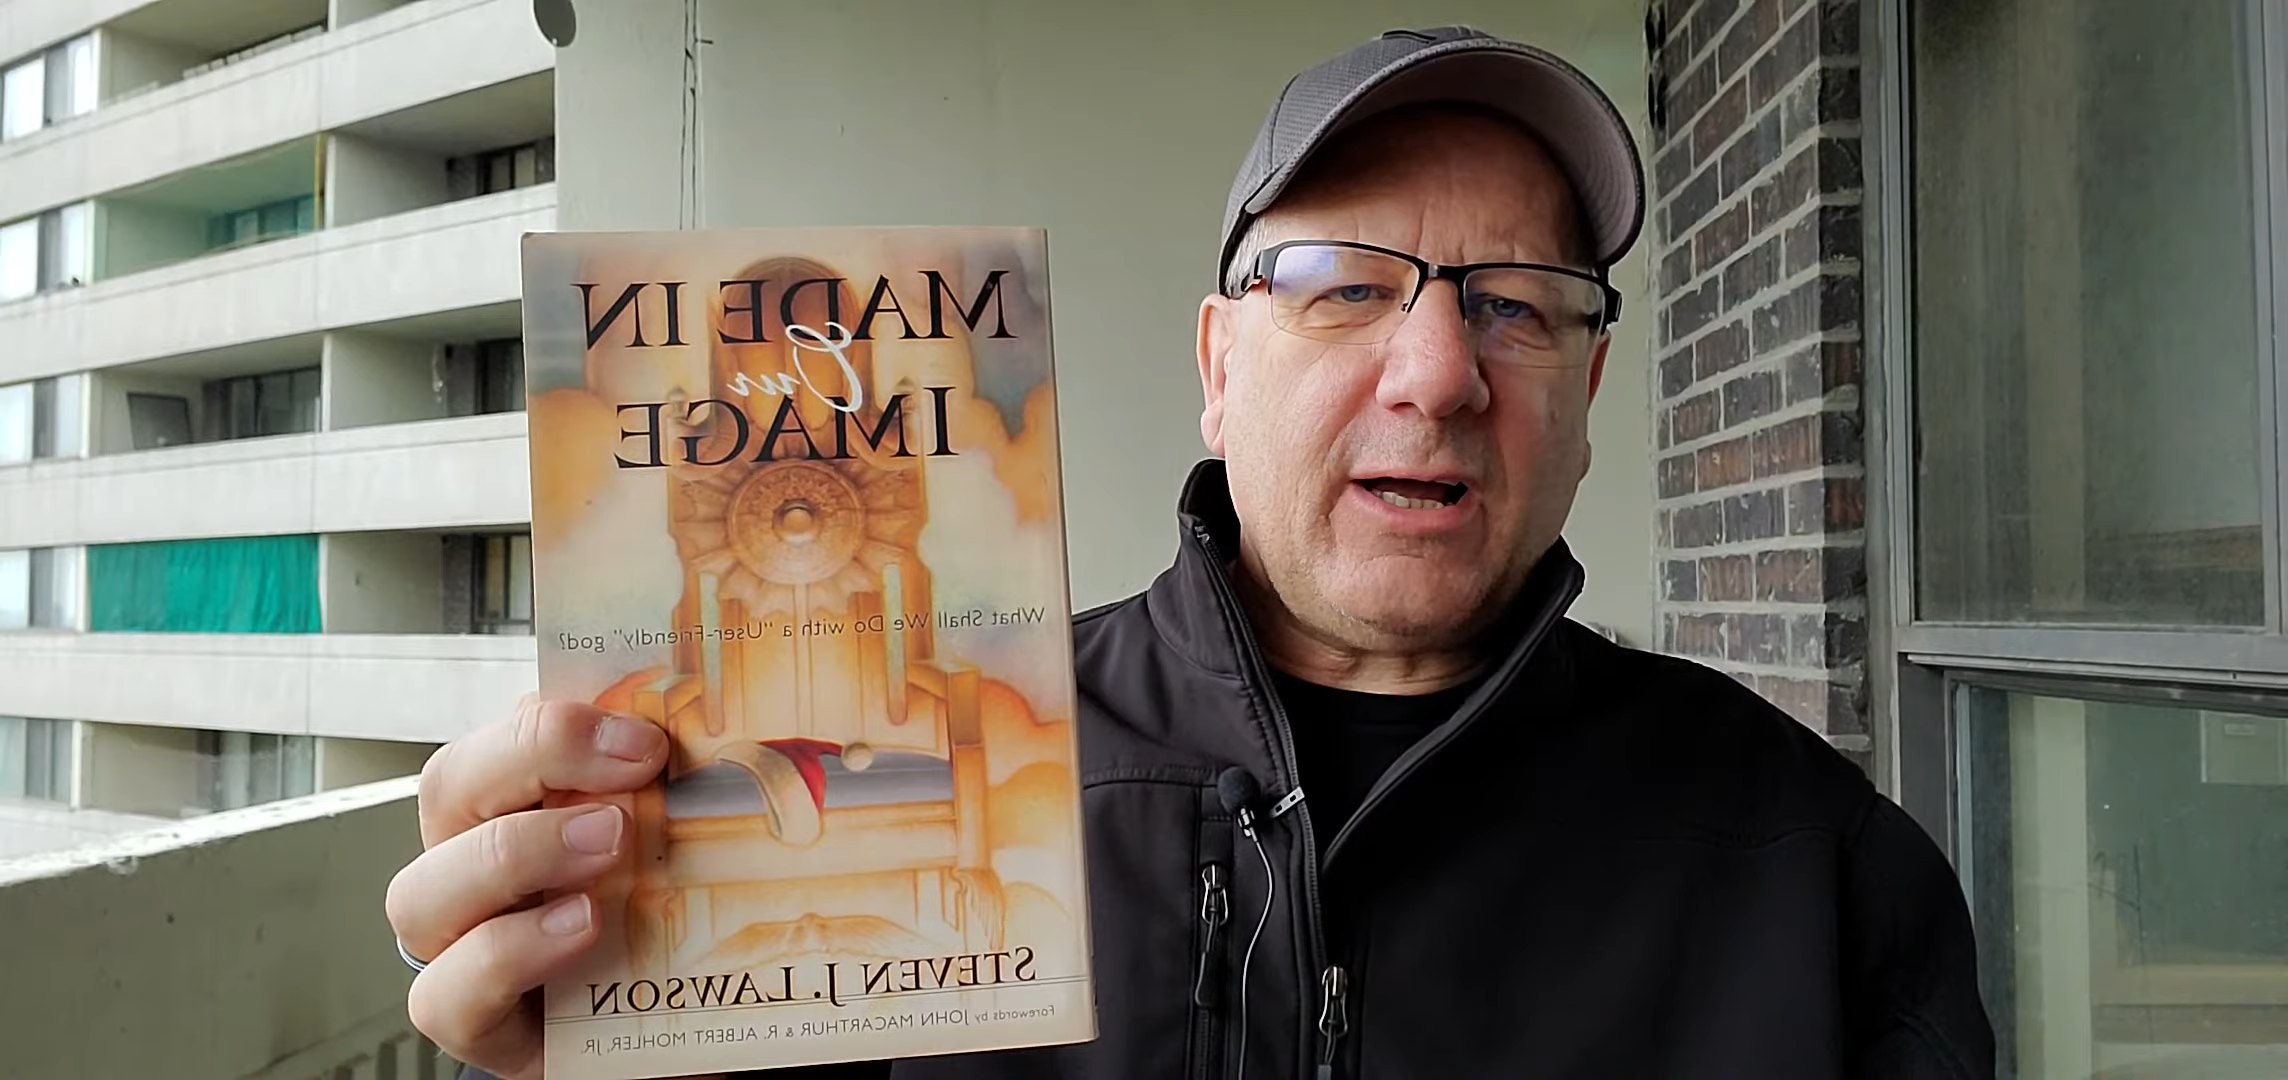 MADE IN
Our
IMAGE
What Shall We Do with a "User-Friendly" god?
STEVEN J. LAWSON
Forewords by JOHN MACARTHUR & R. ALBERT MOHLER, JR.